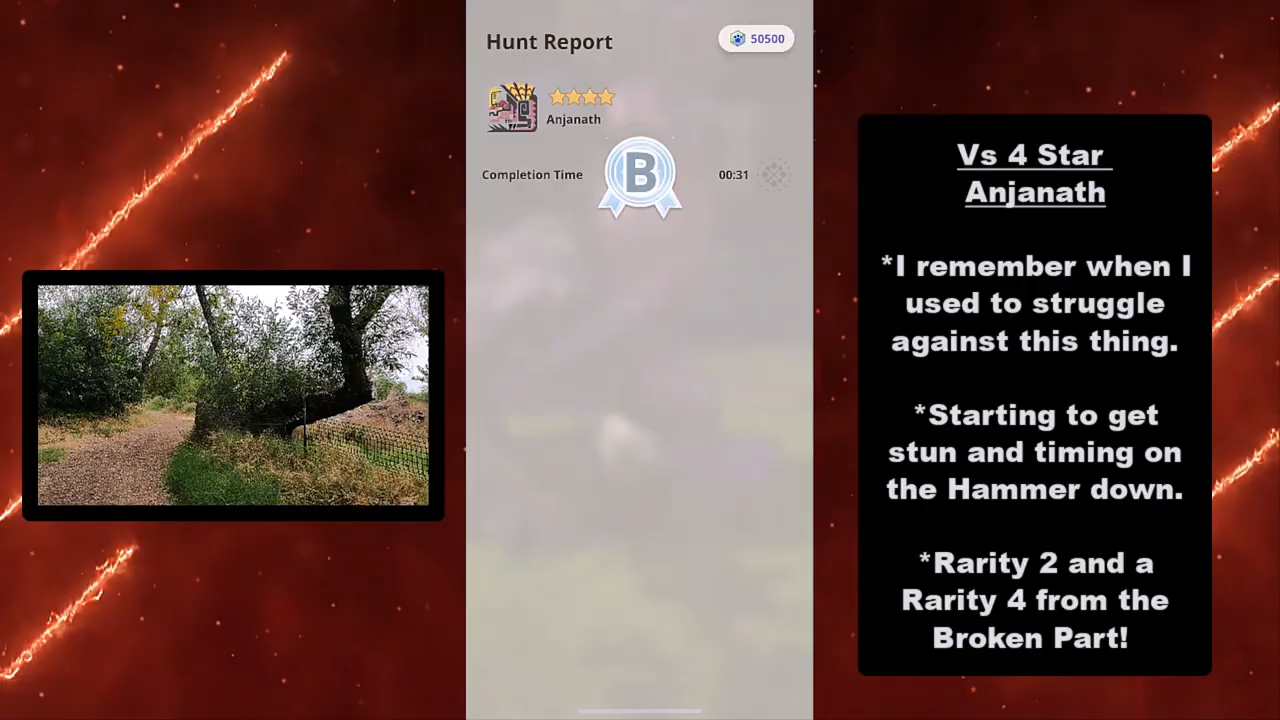 Hunt Report
50500
Anjanath
Completion Time
B
00:31
Vs 4 Star
Anjanath
*I remember when I
used to struggle
against this thing.
*Starting to get
stun and timing on
the Hammer down.
*Rarity 2 and a
Rarity 4 from the
Broken Part!